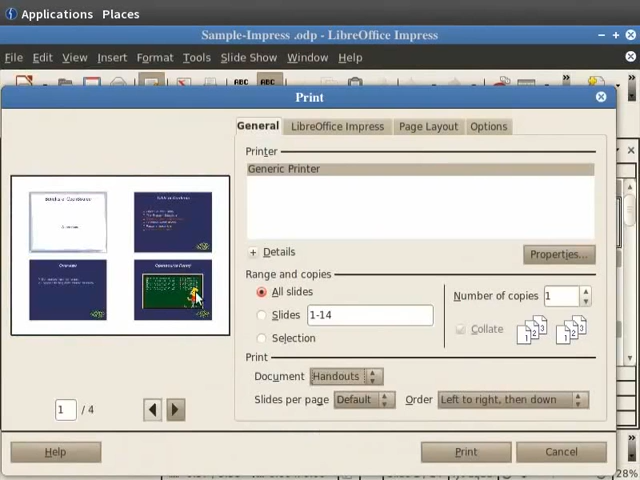 Applications Places
Sample-Impress .odp - LibreOffice Impress
File Edit View Insert Format Tools Slide Show Window Help
ABC ABC
Print
General LibreOffice Impress Page Layout Options
Printer
Generic Printer
Details
Properties...
Range and copies
All slides
Number of copies 1
Slides 1-14
Collate
Selection
Print
Document Handouts
Slides per page Default Order Left to right, then down
1 / 4
Help Print Cancel
28%